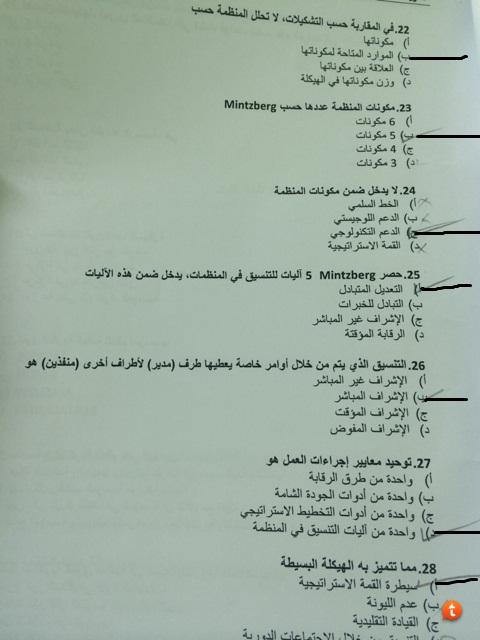 22.في المقاربة حسب التشكيلات، لا تحلل المنظمة حسب
أ) مكوناتها
ب) الموارد المتاحة لمكوناتها
ج) العلاقة بين مكوناتها
د) وزن مكوناتها في الهيكلة
23.مكونات المنظمة عددها حسب Mintzberg
أ) 6 مكونات
ب) 5 مكونات
ج) 4 مكونات
د) 3 مكونات
24.لا يدخل ضمن مكونات المنظمة
أ) الخط السلمي
ب) الدعم اللوجيستي
ج) الدعم التكنولوجي
د) القمة الاستراتيجية
25.حصر Mintzberg 5 آليات للتنسيق في المنظمات، يدخل ضمن هذه الآليات
أ) التعديل المتبادل
ب) التبادل للخبرات
ج) الإشراف غير المباشر
د) الرقابة المؤقتة
26.التنسيق الذي يتم من خلال أوامر خاصة يعطيها طرف (مدير) لأطراف أخرى (منفذين) هو
أ) الإشراف غير المباشر
ب) الإشراف المباشر
ج) الإشراف المؤقت
د) الإشراف المفوض
27.توحيد معايير إجراءات العمل هو
أ) واحدة من طرق الرقابة
ب) واحدة من أدوات الجودة الشامة
ج) واحدة من أدوات التخطيط الاستراتيجي
د) واحدة من آليات التنسيق في المنظمة
28.مما تتميز به الهيكلة البسيطة
أ) سيطرة القمة الاستراتيجية
ب) عدم الليونة
ج) القيادة التقليدية
خلال الاجتماعات الدورية
t